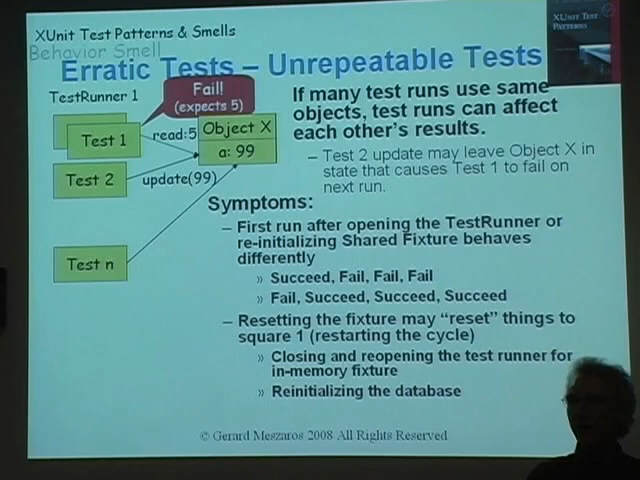 XUnit Test Patterns & Smells
Behavior Smell
Erratic Tests – Unrepeatable Tests
XUNIT TEST
PATTERNS
TestRunner 1
Fail!
(expects 5)
Test 1
read:5
Object X
a: 99
Test 2
update(99)
Test n
If many test runs use same
objects, test runs can affect
each other's results.
– Test 2 update may leave Object X in
state that causes Test 1 to fail on
next run.
Symptoms:
– First run after opening the TestRunner or
re-initializing Shared Fixture behaves
differently
» Succeed, Fail, Fail, Fail
» Fail, Succeed, Succeed, Succeed
– Resetting the fixture may “reset” things to
square 1 (restarting the cycle)
» Closing and reopening the test runner for
in-memory fixture
» Reinitializing the database
© Gerard Meszaros 2008 All Rights Reserved